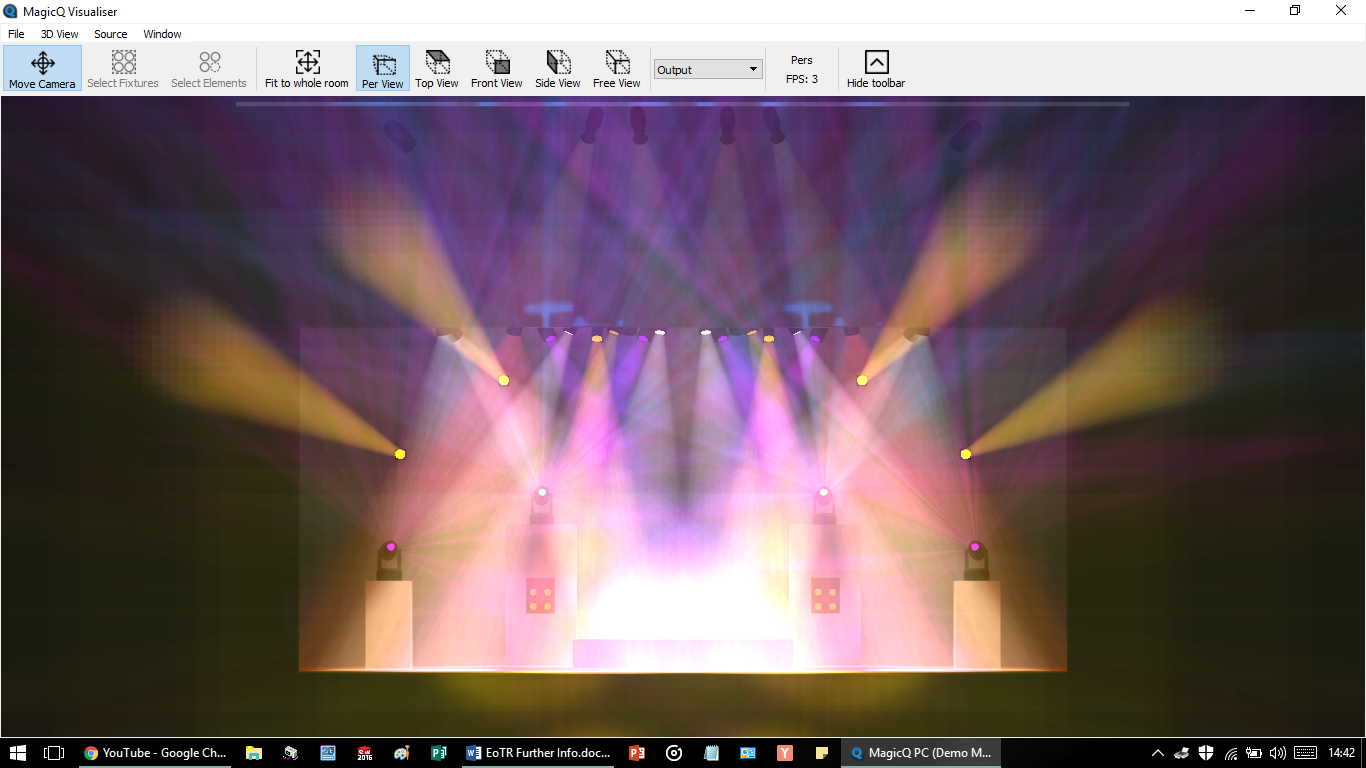 MagicQ Visualiser
File 3D View Source Window
Move Camera Select Fixtures Select Elements Fit to whole room Per View Top View Front View Side View Free View Output Pers Hide toolbar
FPS: 3
YouTube - Google Ch... SW 2016 EoTR Further Info.doc... MagicQ PC (Demo M... 14:42